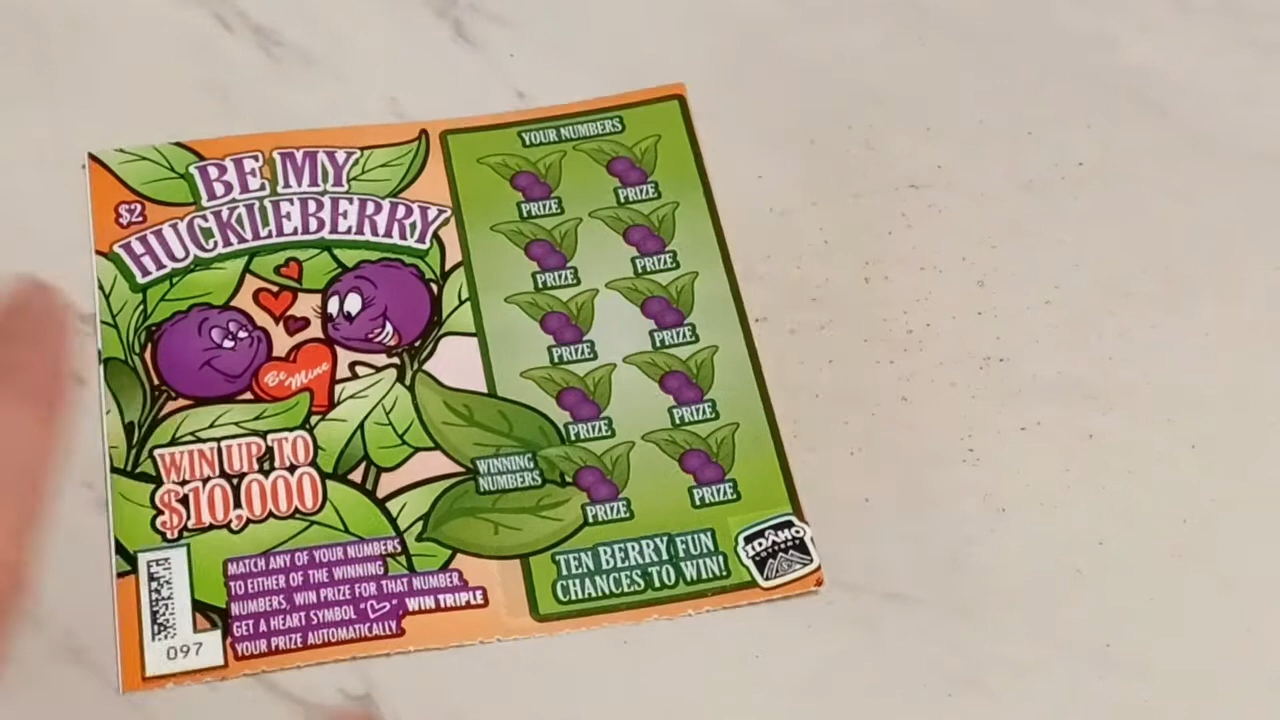 BE MY
HUCKLEBERRY
$2
Be Mine
WIN UP TO
$10,000
MATCH ANY OF YOUR NUMBERS
TO EITHER OF THE WINNING
NUMBERS, WIN PRIZE FOR THAT NUMBER.
GET A HEART SYMBOL "♡", WIN TRIPLE
YOUR PRIZE AUTOMATICALLY.
097
YOUR NUMBERS
PRIZE PRIZE
PRIZE PRIZE
PRIZE PRIZE
PRIZE PRIZE
PRIZE PRIZE
WINNING
NUMBERS
TEN BERRY FUN
CHANCES TO WIN!
IDAHO
LOTTERY